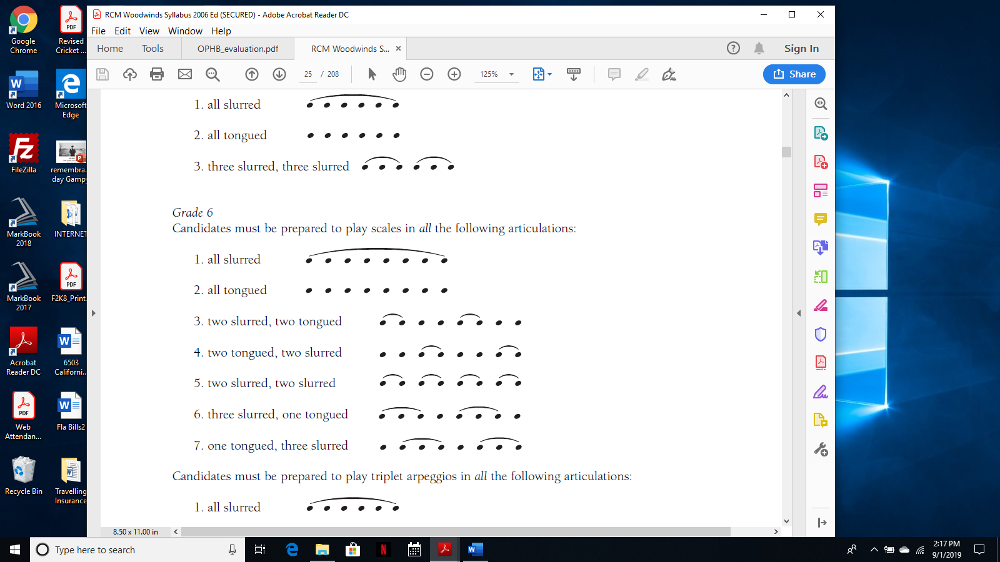 RCM Woodwinds Syllabus 2006 Ed (SECURED) - Adobe Acrobat Reader DC
File Edit View Window Help
Home Tools OPHB_evaluation.pdf RCM Woodwinds S... × Sign In
25 / 208 125% Share
1. all slurred
2. all tongued
3. three slurred, three slurred
Grade 6
Candidates must be prepared to play scales in all the following articulations:
1. all slurred
2. all tongued
3. two slurred, two tongued
4. two tongued, two slurred
5. two slurred, two slurred
6. three slurred, one tongued
7. one tongued, three slurred
Candidates must be prepared to play triplet arpeggios in all the following articulations:
1. all slurred
8.50 x 11.00 in
Google
Chrome
PDF
Revised
Cricket ...
Word 2016
Microsoft
Edge
FileZilla
remembra...
day Gampy
MarkBook
2018
INTERNET
MarkBook
2017
PDF
F2K8_Print...
Acrobat
Reader DC
6503
Californi...
PDF
Web
Attendan...
Fla Bills2
Recycle Bin
Travelling
Insurance
Type here to search
2:17 PM
9/1/2019